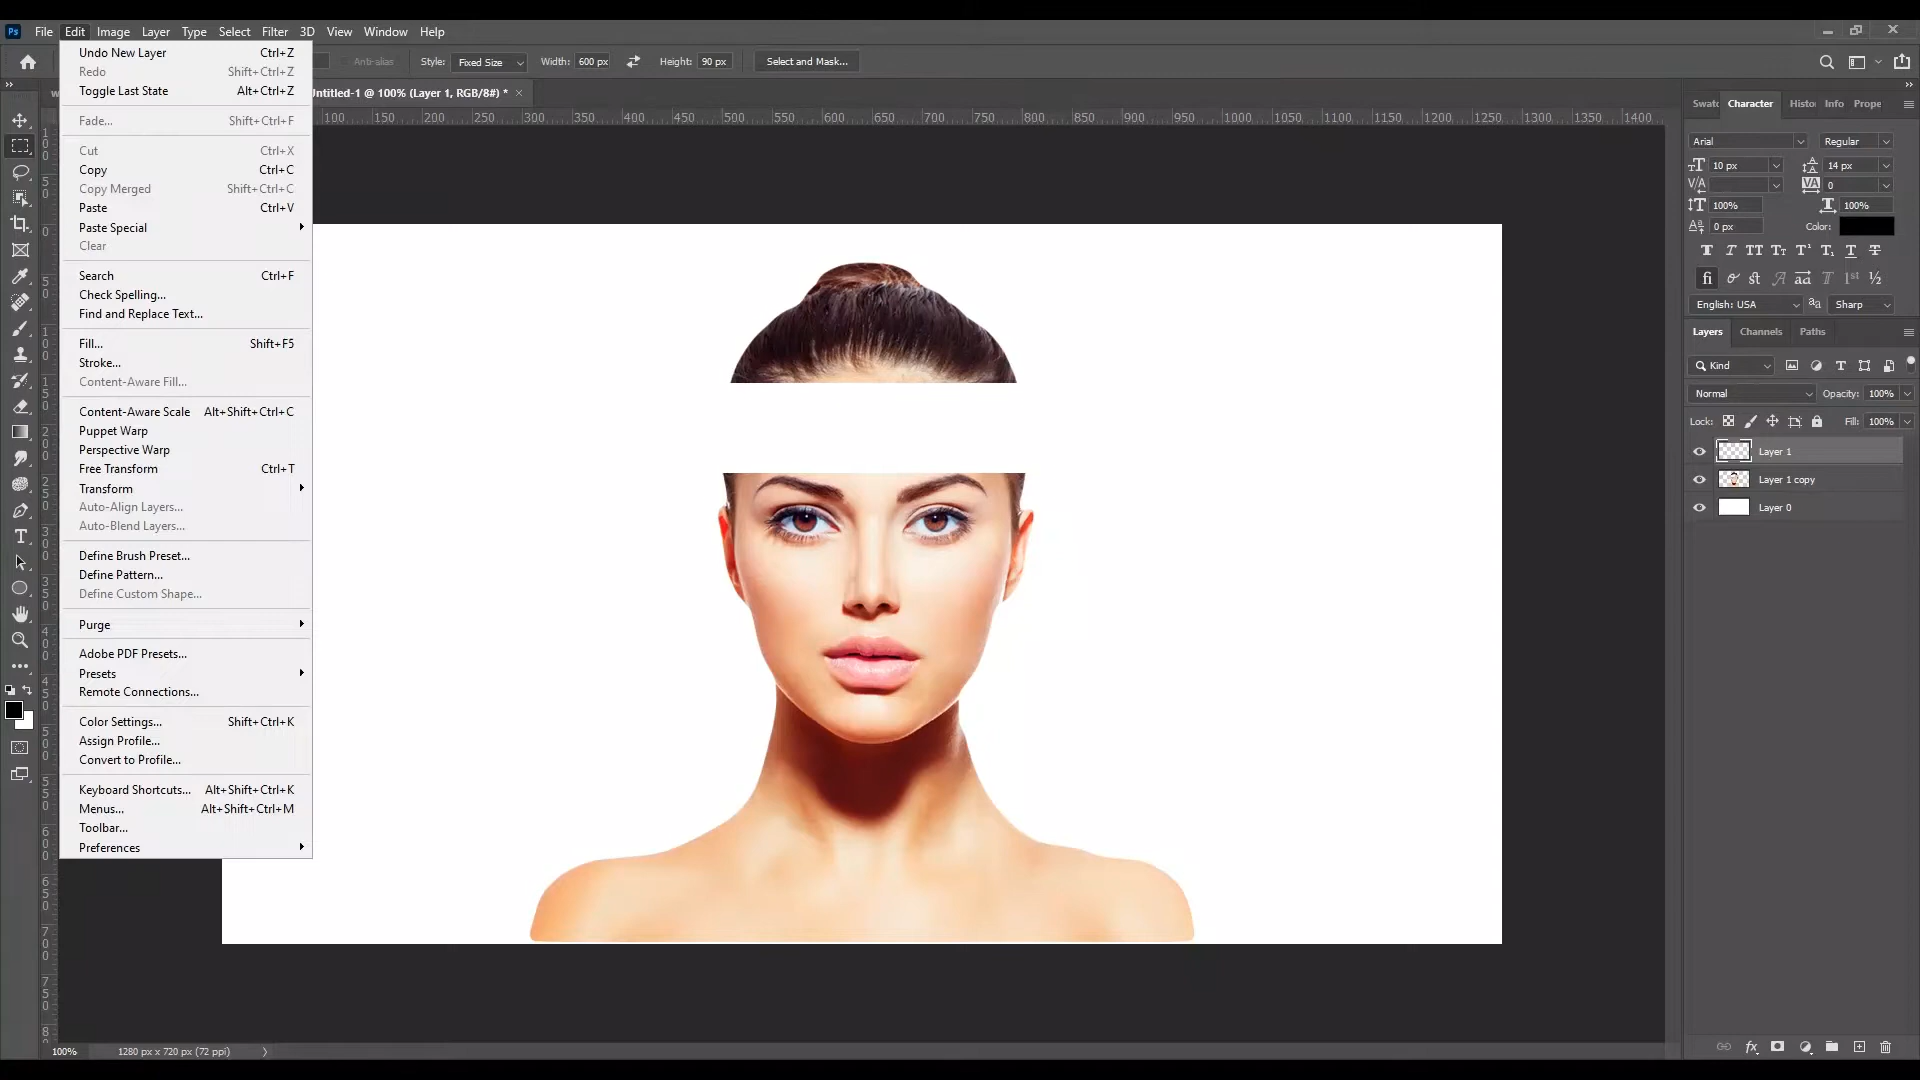 Ps File Edit Image Layer Type Select Filter 3D View Window Help
Anti-alias Style: Fixed Size Width: 600 px Height: 90 px Select and Mask...
Untitled-1 @ 100% (Layer 1, RGB/8#) * ×
100 150 200 250 300 350 400 450 500 550 600 650 700 750 800 850 900 950 1000 1050 1100 1150 1200 1250 1300 1350 1400
Undo New Layer Ctrl+Z
Redo Shift+Ctrl+Z
Toggle Last State Alt+Ctrl+Z
Fade... Shift+Ctrl+F
Cut Ctrl+X
Copy Ctrl+C
Copy Merged Shift+Ctrl+C
Paste Ctrl+V
Paste Special
Clear
Search Ctrl+F
Check Spelling...
Find and Replace Text...
Fill... Shift+F5
Stroke...
Content-Aware Fill...
Content-Aware Scale Alt+Shift+Ctrl+C
Puppet Warp
Perspective Warp
Free Transform Ctrl+T
Transform
Auto-Align Layers...
Auto-Blend Layers...
Define Brush Preset...
Define Pattern...
Define Custom Shape...
Purge
Adobe PDF Presets...
Presets
Remote Connections...
Color Settings... Shift+Ctrl+K
Assign Profile...
Convert to Profile...
Keyboard Shortcuts... Alt+Shift+Ctrl+K
Menus... Alt+Shift+Ctrl+M
Toolbar...
Preferences
Swatc Character Histo Info Prope
Arial Regular
10 px 14 px
0
100% 100%
0 px Color:
English: USA aa Sharp
Layers Channels Paths
Kind
Normal Opacity: 100%
Lock: Fill: 100%
Layer 1
Layer 1 copy
Layer 0
100% 1280 px x 720 px (72 ppi)